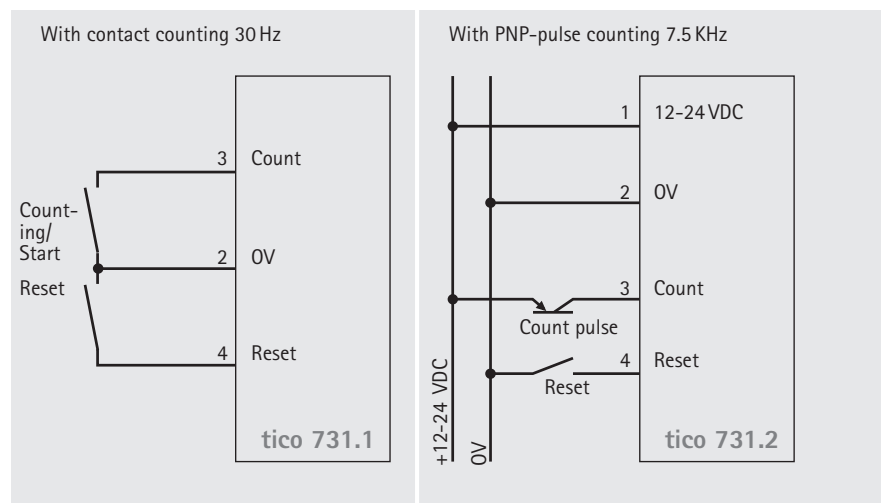 With contact counting 30 Hz
3 Count
Count-
ing/
Start
2 0V
Reset
4 Reset
tico 731.1
With PNP-pulse counting 7.5 KHz
1 12-24 VDC
2 0V
3 Count
Count pulse
4 Reset
Reset
+12-24 VDC
0V
tico 731.2